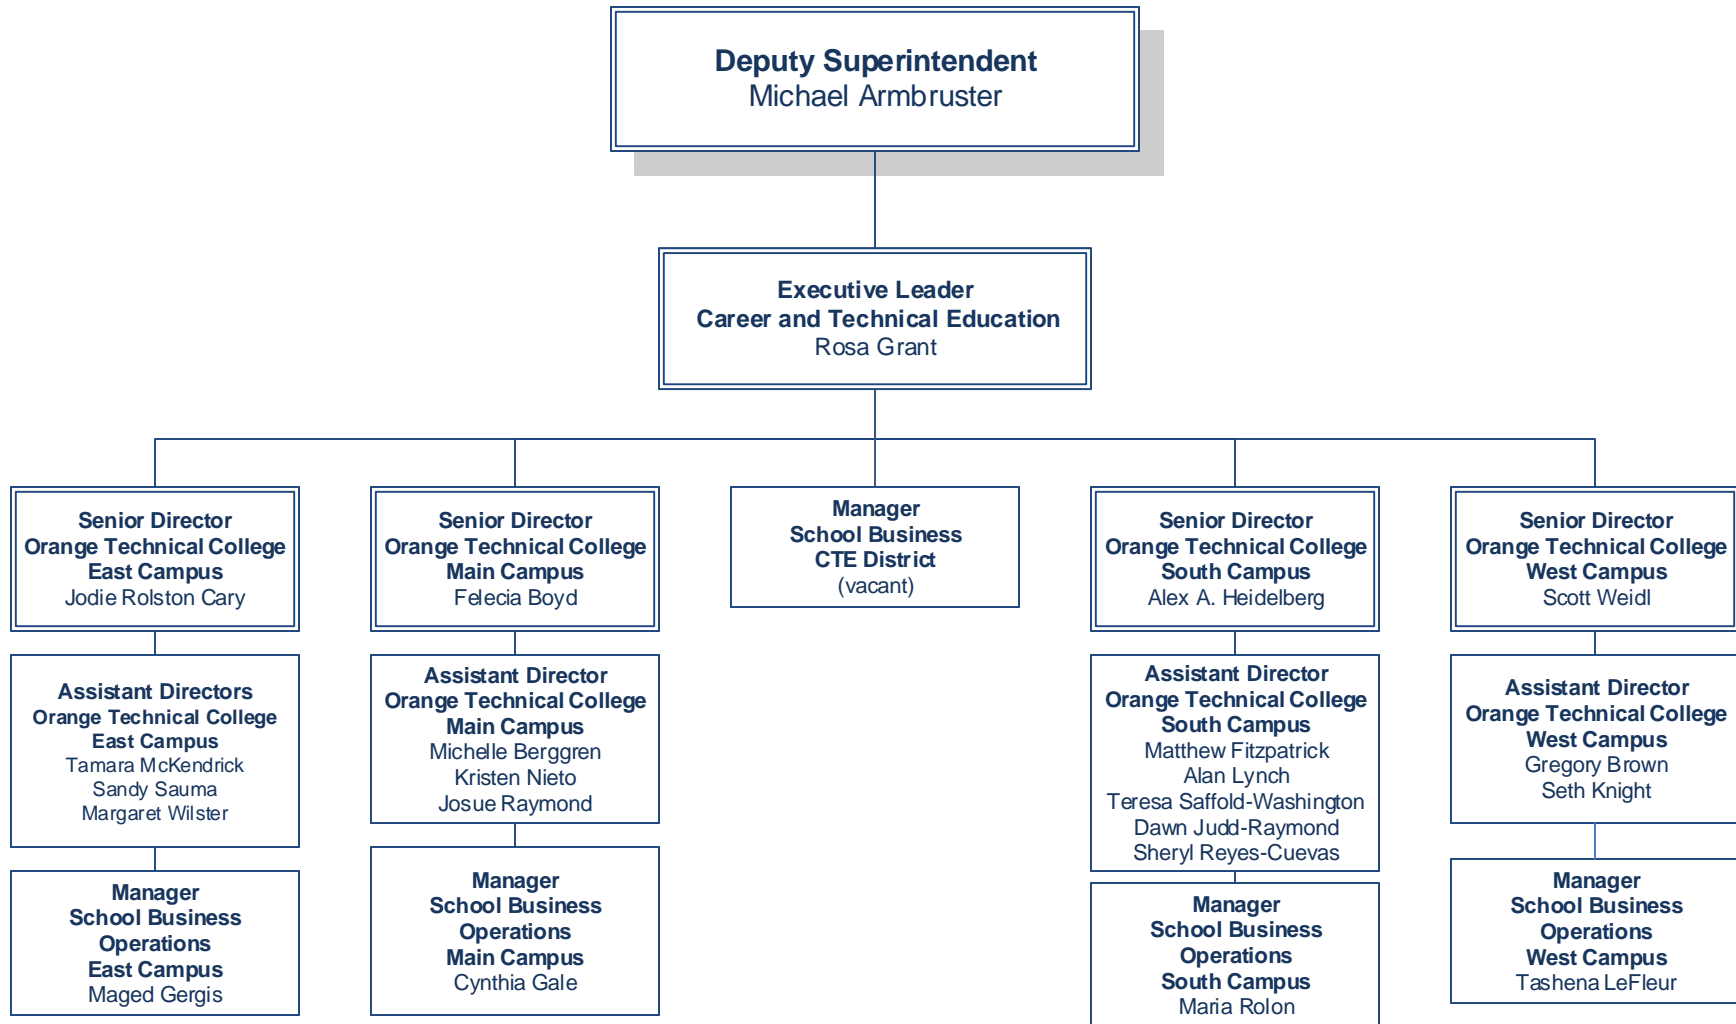 Deputy Superintendent
Michael Armbruster
Executive Leader
Career and Technical Education
Rosa Grant
Senior Director
Orange Technical College
East Campus
Jodie Rolston Cary
Senior Director
Orange Technical College
Main Campus
Felecia Boyd
Manager
School Business
CTE District
(vacant)
Senior Director
Orange Technical College
South Campus
Alex A. Heidelberg
Senior Director
Orange Technical College
West Campus
Scott Weidl
Assistant Directors
Orange Technical College
East Campus
Tamara McKendrick
Sandy Sauma
Margaret Wilster
Assistant Director
Orange Technical College
Main Campus
Michelle Berggren
Kristen Nieto
Josue Raymond
Assistant Director
Orange Technical College
South Campus
Matthew Fitzpatrick
Alan Lynch
Teresa Saffold-Washington
Dawn Judd-Raymond
Sheryl Reyes-Cuevas
Assistant Director
Orange Technical College
West Campus
Gregory Brown
Seth Knight
Manager
School Business
Operations
East Campus
Maged Gergis
Manager
School Business
Operations
Main Campus
Cynthia Gale
Manager
School Business
Operations
South Campus
Maria Rolon
Manager
School Business
Operations
West Campus
Tashena LeFleur